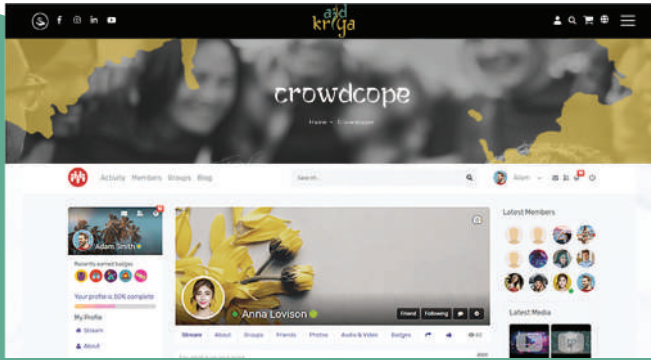 add
kriya
crowdcope
Home - Crowdcope
Activity Members Groups Blog
Search...
Adam
Adam Smith
Recently earned badges
Your profile is 50% complete
My Profile
Stream
About
Anna Lovison
Friend Following
Stream About Groups Friends Photos Audio & Video Badges
Latest Members
Latest Media